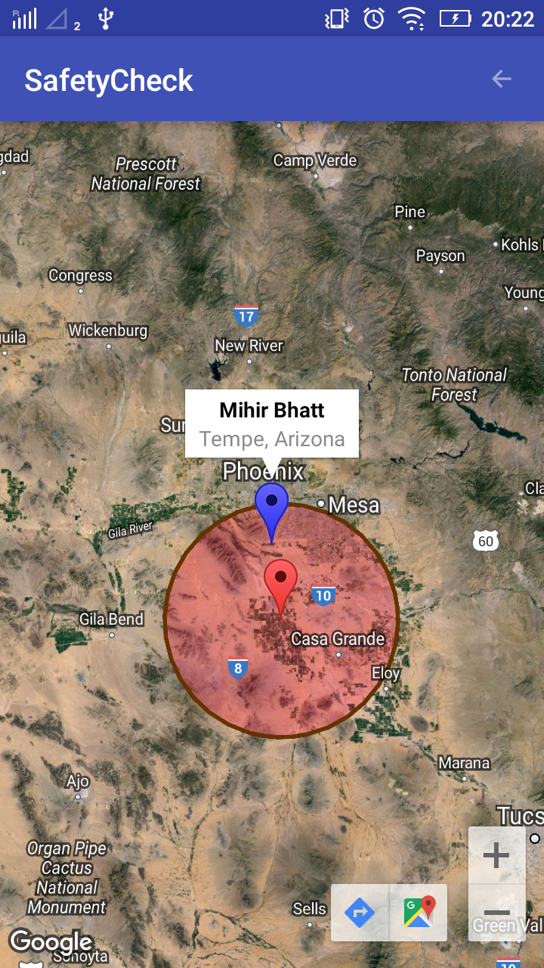 R
2
20:22
SafetyCheck
gdad
Prescott
National Forest
Camp Verde
Pine
Kohls
Payson
Congress
Young
17
Wickenburg
uila
New River
Tonto National
Forest
Mihir Bhatt
Tempe, Arizona
Sur
Phoenix
Mesa
Cla
Gila River
60
10
Gila Bend
Casa Grande
8
Eloy
Marana
Ajo
Tucs
Organ Pipe
Cactus
National
Monument
+
G
−
Sells
Green Val
Google
Sonoyta
19